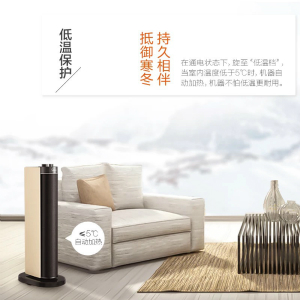 低温保护
持久相伴
抵御寒冬
在通电状态下，旋至“低温档”，
当室内温度低于5℃时，机器自
动加热，机器不怕低温更耐用。
≤5℃
自动加热